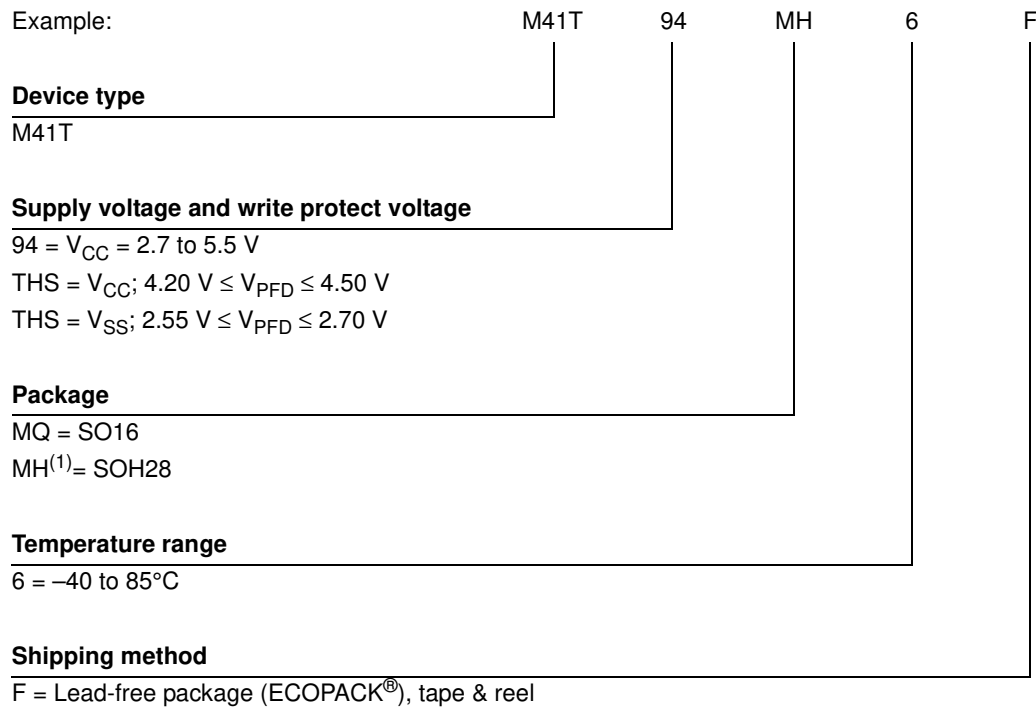 Example: M41T 94 MH 6 F
Device type
M41T
Supply voltage and write protect voltage
94 = VCC = 2.7 to 5.5 V
THS = VCC; 4.20 V ≤ VPFD ≤ 4.50 V
THS = VSS; 2.55 V ≤ VPFD ≤ 2.70 V
Package
MQ = SO16
MH(1)= SOH28
Temperature range
6 = –40 to 85°C
Shipping method
F = Lead-free package (ECOPACK®), tape & reel